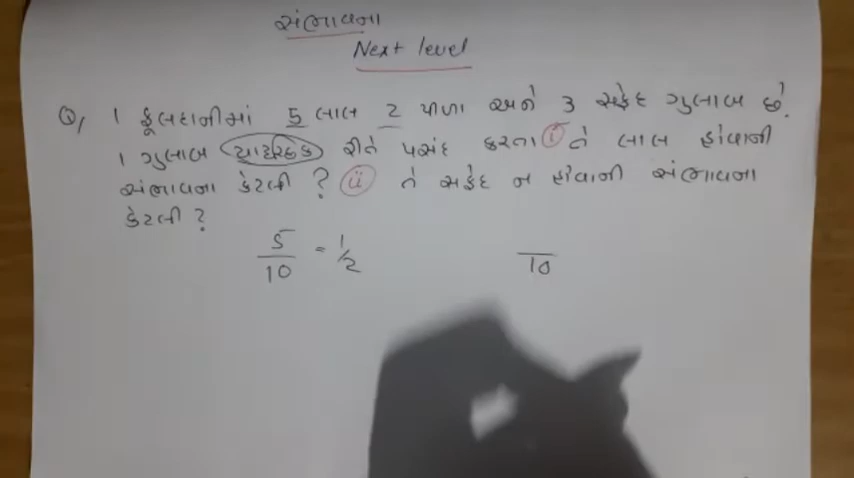 સંભાવના
Next level
Q, 1 ફૂલદાનીમાં 5 લાલ 2 પીળા અને 3 સફેદ ગુલાબ છે.
1 ગુલાબ યાદચ્છિક રીતે પસંદ કરતા (i) તે લાલ હોવાની
સંભાવના કેટલી ? (ii) તે સફેદ ન હોવાની સંભાવના
કેટલી ?
5/10 = 1/2 /10